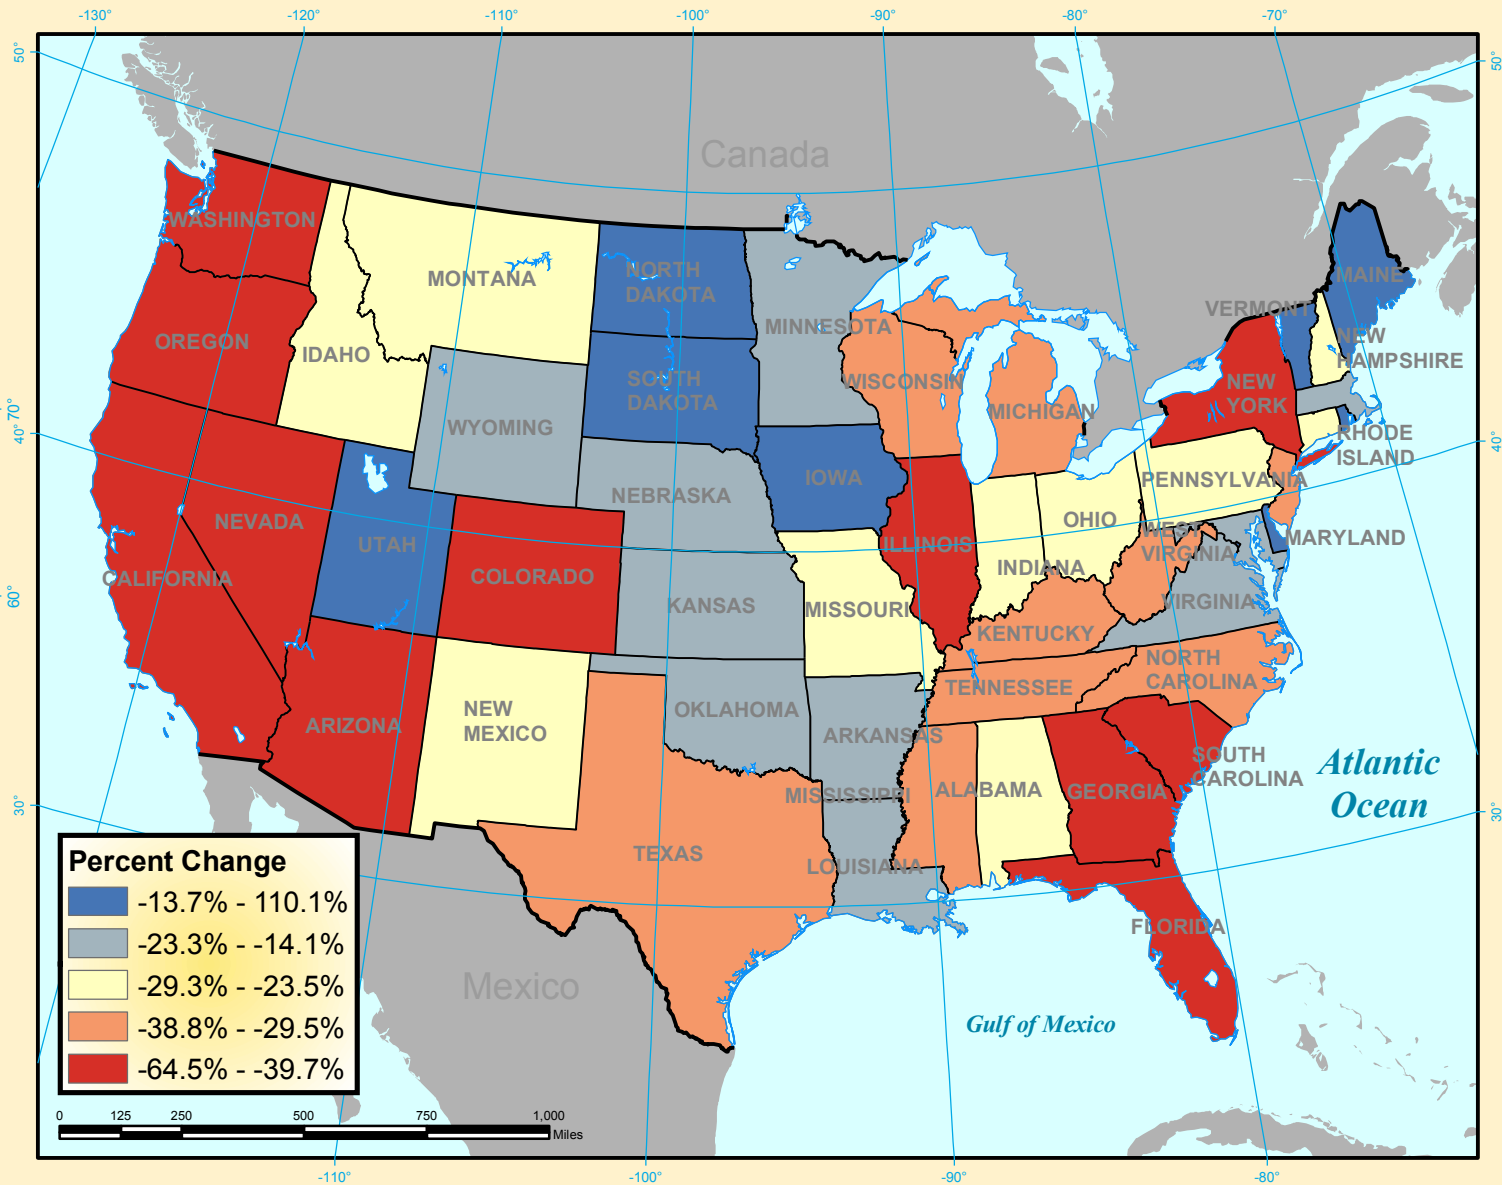 -130°
-120°
-110°
-100°
-90°
-80°
-70°
50°
50°
Canada
WASHINGTON
MONTANA
NORTH
DAKOTA
MAINE
VERMONT
MINNESOTA
OREGON
IDAHO
NEW
HAMPSHIRE
SOUTH
DAKOTA
WISCONSIN
NEW
YORK
MICHIGAN
70°
40°
40°
WYOMING
RHODE
ISLAND
IOWA
PENNSYLVANIA
NEBRASKA
NEVADA
OHIO
WEST
VIRGINIA
MARYLAND
UTAH
ILLINOIS
INDIANA
CALIFORNIA
COLORADO
60°
KANSAS
MISSOURI
VIRGINIA
KENTUCKY
NORTH
CAROLINA
TENNESSEE
ARIZONA
NEW
MEXICO
OKLAHOMA
ARKANSAS
SOUTH
CAROLINA
Atlantic
Ocean
30°
30°
MISSISSIPPI
ALABAMA
GEORGIA
TEXAS
LOUISIANA
FLORIDA
Mexico
Gulf of Mexico
Percent Change
-13.7% - 110.1%
-23.3% - -14.1%
-29.3% - -23.5%
-38.8% - -29.5%
-64.5% - -39.7%
0 125 250 500 750 1,000
Miles
-110°
-100°
-90°
-80°